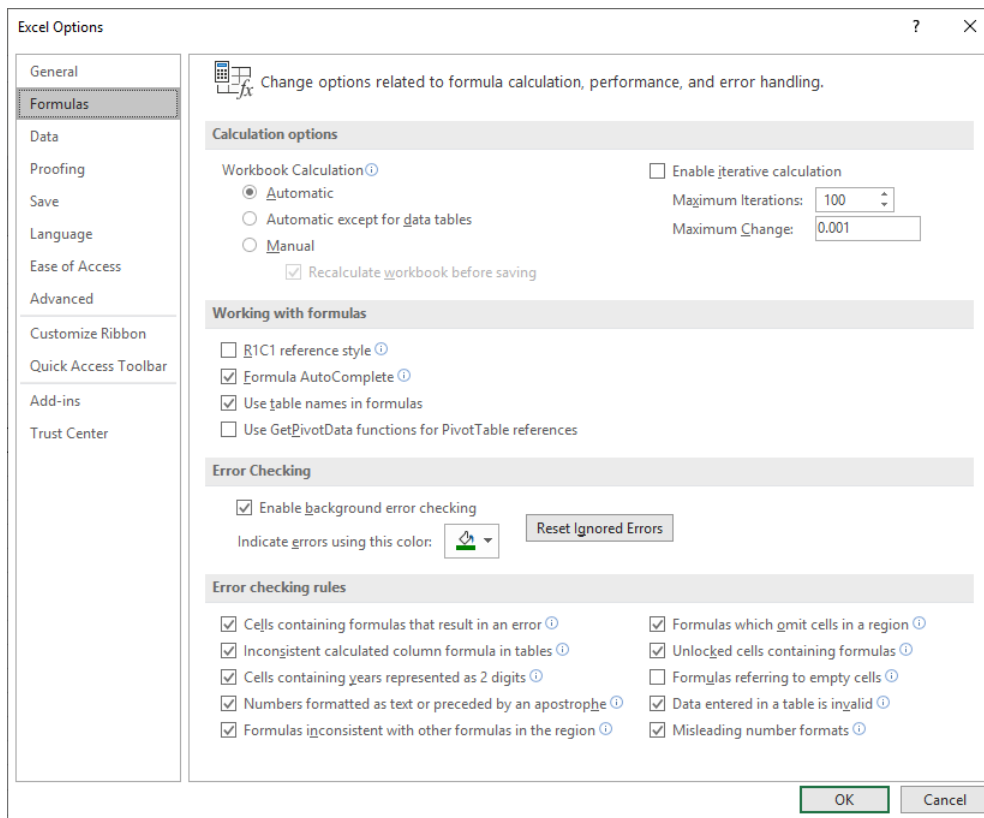 Excel Options
?
General
Formulas
Data
Proofing
Save
Language
Ease of Access
Advanced
Customize Ribbon
Quick Access Toolbar
Add-ins
Trust Center
fx
Change options related to formula calculation, performance, and error handling.
Calculation options
Workbook Calculation
Automatic
Automatic except for data tables
Manual
Recalculate workbook before saving
Enable iterative calculation
Maximum Iterations: 100
Maximum Change: 0.001
Working with formulas
R1C1 reference style
Formula AutoComplete
Use table names in formulas
Use GetPivotData functions for PivotTable references
Error Checking
Enable background error checking
Indicate errors using this color:
Reset Ignored Errors
Error checking rules
Cells containing formulas that result in an error
Inconsistent calculated column formula in tables
Cells containing years represented as 2 digits
Numbers formatted as text or preceded by an apostrophe
Formulas inconsistent with other formulas in the region
Formulas which omit cells in a region
Unlocked cells containing formulas
Formulas referring to empty cells
Data entered in a table is invalid
Misleading number formats
OK
Cancel